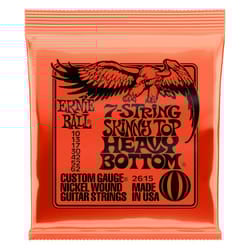 ERNIE
BALL
7-STRING
SKINNY TOP
HEAVY
BOTTOM
10
13
17
30
42
52
62
CUSTOM GAUGE
NICKEL WOUND
GUITAR STRINGS
2615
MADE IN
USA